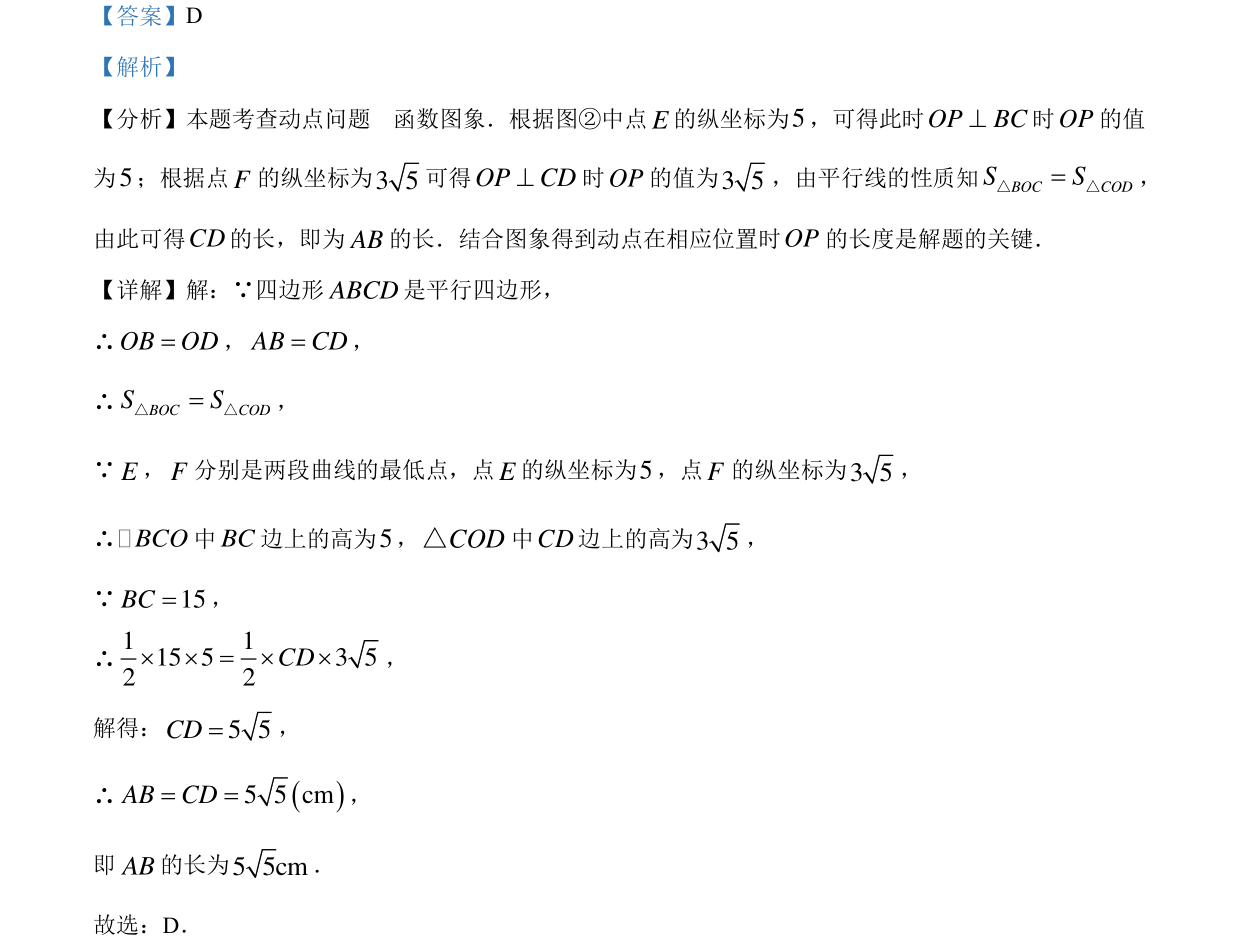 【答案】D
【解析】
【分析】本题考查动点问题　函数图象．根据图②中点E的纵坐标为5，可得此时OP⊥BC时OP的值
为5；根据点F的纵坐标为3√5可得OP⊥CD时OP的值为3√5，由平行线的性质知S△BOC=S△COD，
由此可得CD的长，即为AB的长．结合图象得到动点在相应位置时OP的长度是解题的关键．
【详解】解：∵四边形ABCD是平行四边形，
∴OB=OD，AB=CD，
∴S△BOC=S△COD，
∵E，F分别是两段曲线的最低点，点E的纵坐标为5，点F的纵坐标为3√5，
∴□BCO中BC边上的高为5，△COD中CD边上的高为3√5，
∵BC=15，
∴1/2×15×5=1/2×CD×3√5，
解得：CD=5√5，
∴AB=CD=5√5(cm)，
即AB的长为5√5cm．
故选：D．